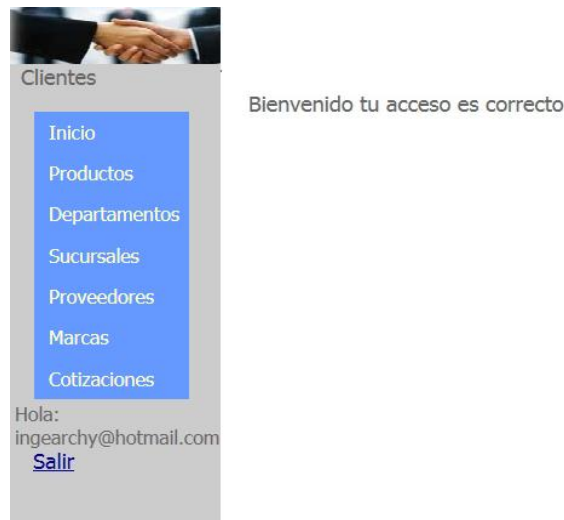 Clientes
Bienvenido tu acceso es correcto
Inicio
Productos
Departamentos
Sucursales
Proveedores
Marcas
Cotizaciones
Hola:
ingearchy@hotmail.com
Salir